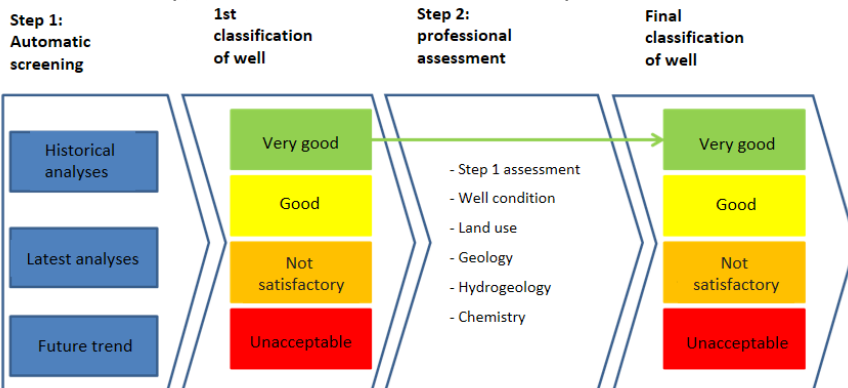 Step 1:
Automatic
screening
1st
classification
of well
Step 2:
professional
assessment
Final
classification
of well
Historical
analyses
Latest analyses
Future trend
Very good
Good
Not
satisfactory
Unacceptable
- Step 1 assessment
- Well condition
- Land use
- Geology
- Hydrogeology
- Chemistry
Very good
Good
Not
satisfactory
Unacceptable